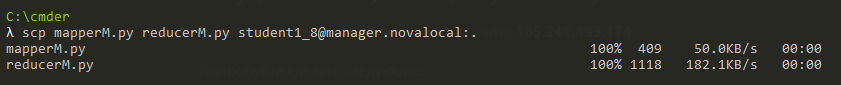 C:\cmder
λ scp mapperM.py reducerM.py student1_8@manager.novalocal:.
mapperM.py 100% 409 50.0KB/s 00:00
reducerM.py 100% 1118 182.1KB/s 00:00